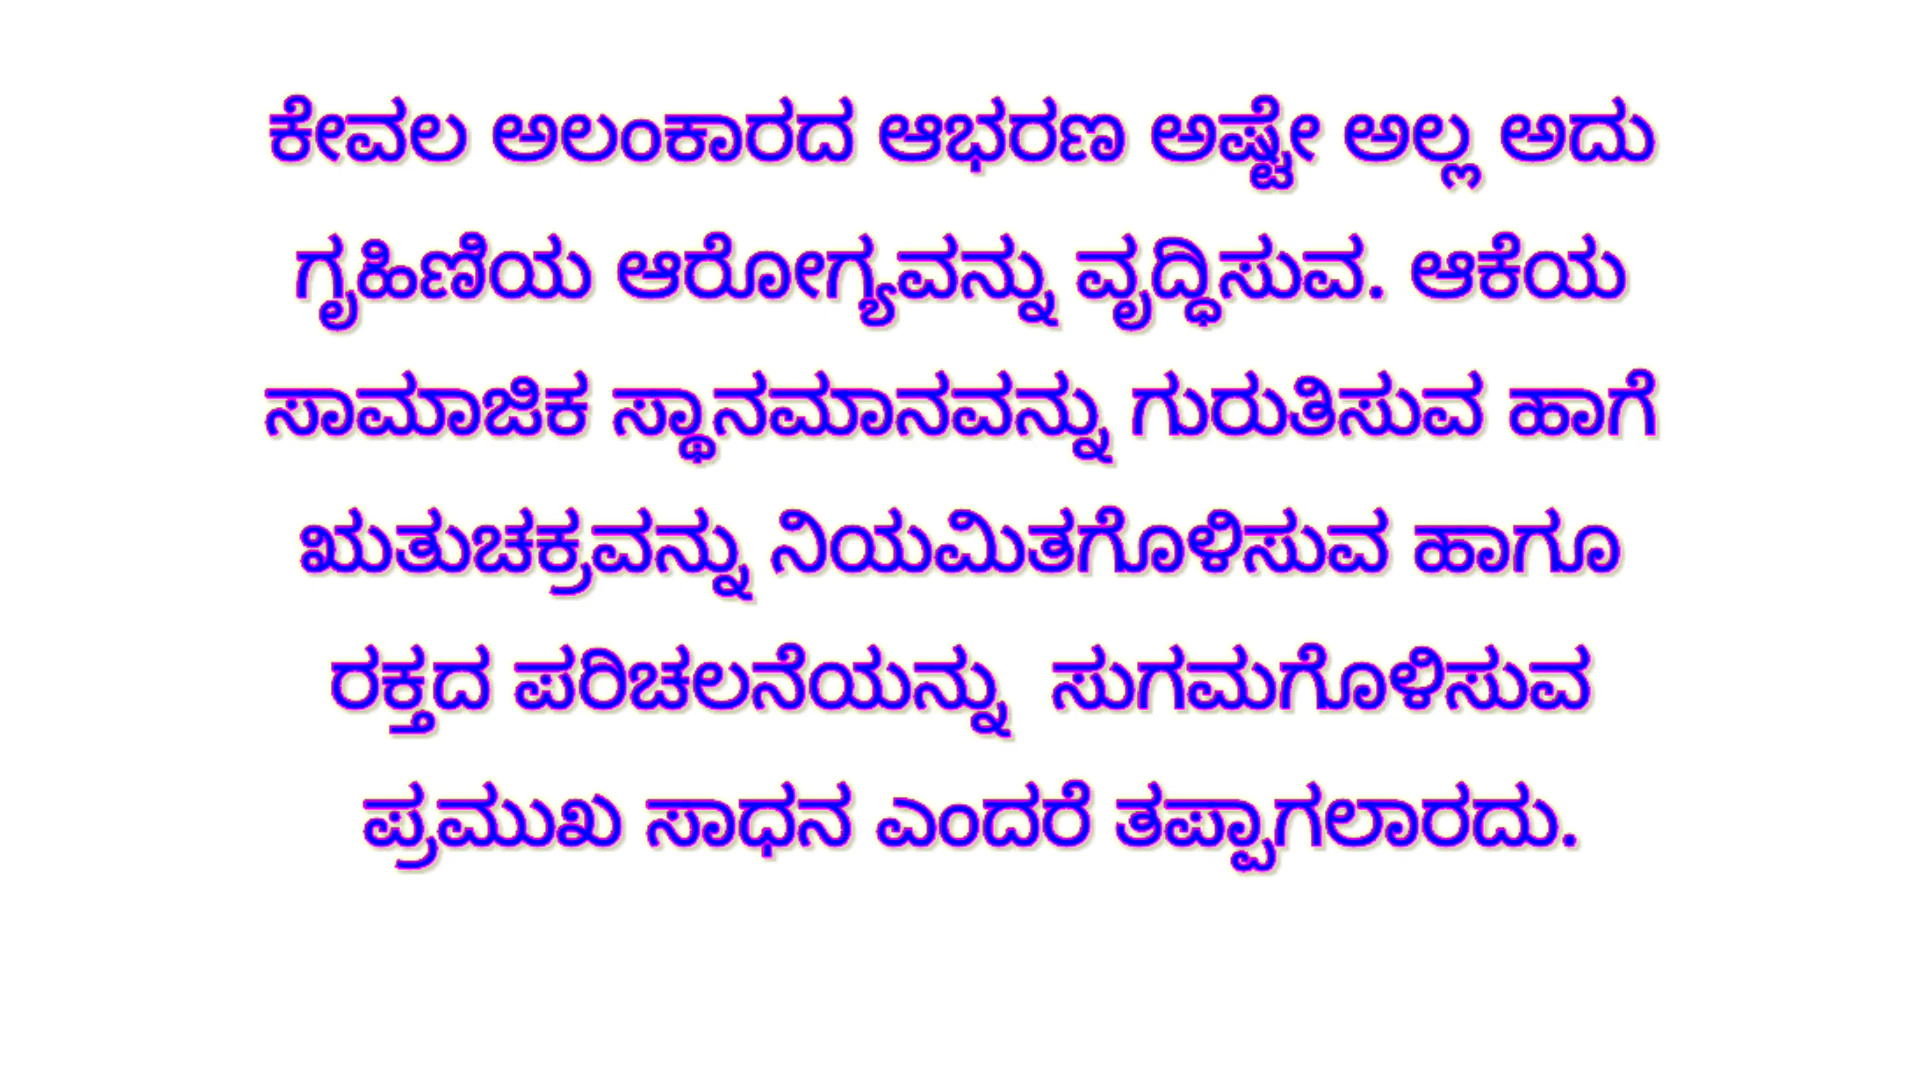 ಕೇವಲ ಅಲಂಕಾರದ ಆಭರಣ ಅಷ್ಟೇ ಅಲ್ಲ ಅದು
ಗೃಹಿಣಿಯ ಆರೋಗ್ಯವನ್ನು ವೃದ್ಧಿಸುವ. ಆಕೆಯ
ಸಾಮಾಜಿಕ ಸ್ಥಾನಮಾನವನ್ನು ಗುರುತಿಸುವ ಹಾಗೆ
ಋತುಚಕ್ರವನ್ನು ನಿಯಮಿತಗೊಳಿಸುವ ಹಾಗೂ
ರಕ್ತದ ಪರಿಚಲನೆಯನ್ನು  ಸುಗಮಗೊಳಿಸುವ
ಪ್ರಮುಖ ಸಾಧನ ಎಂದರೆ ತಪ್ಪಾಗಲಾರದು.